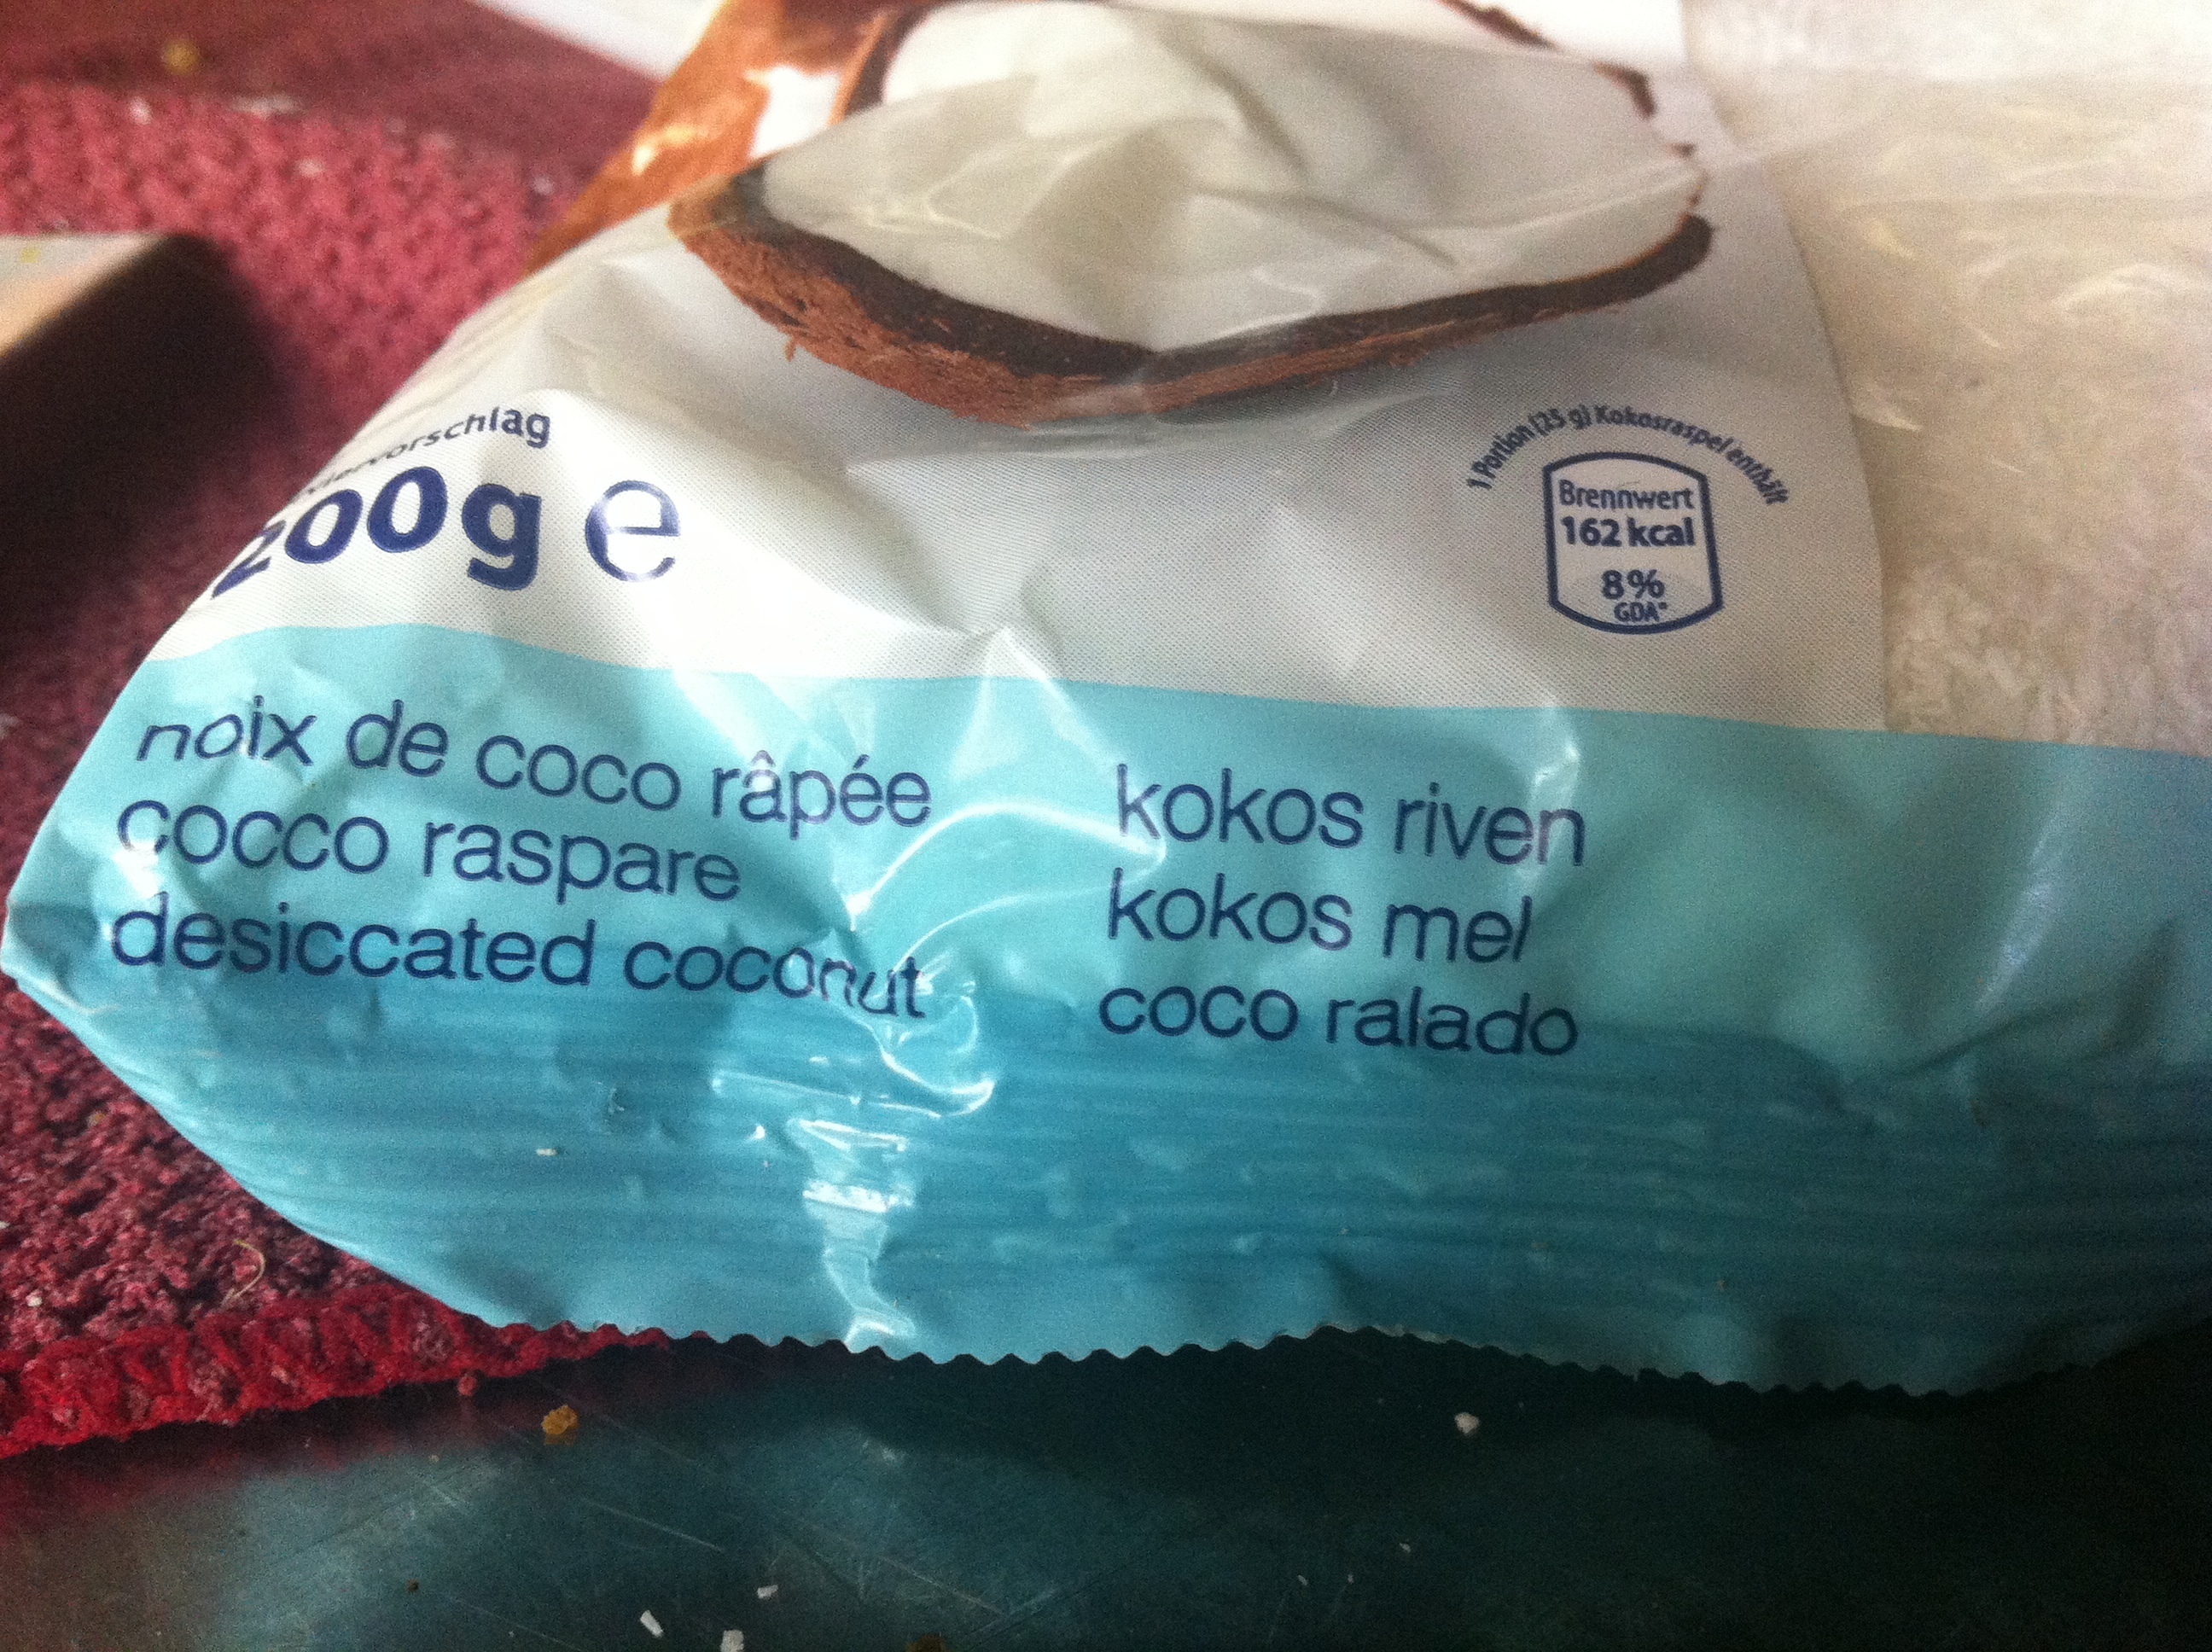 200g e
1 Portion (25 g) Kokosraspel enthält
Brennwert
162 kcal
8%
GDA*
noix de coco râpée
cocco raspare
desiccated coconut
kokos riven
kokos mel
coco ralado